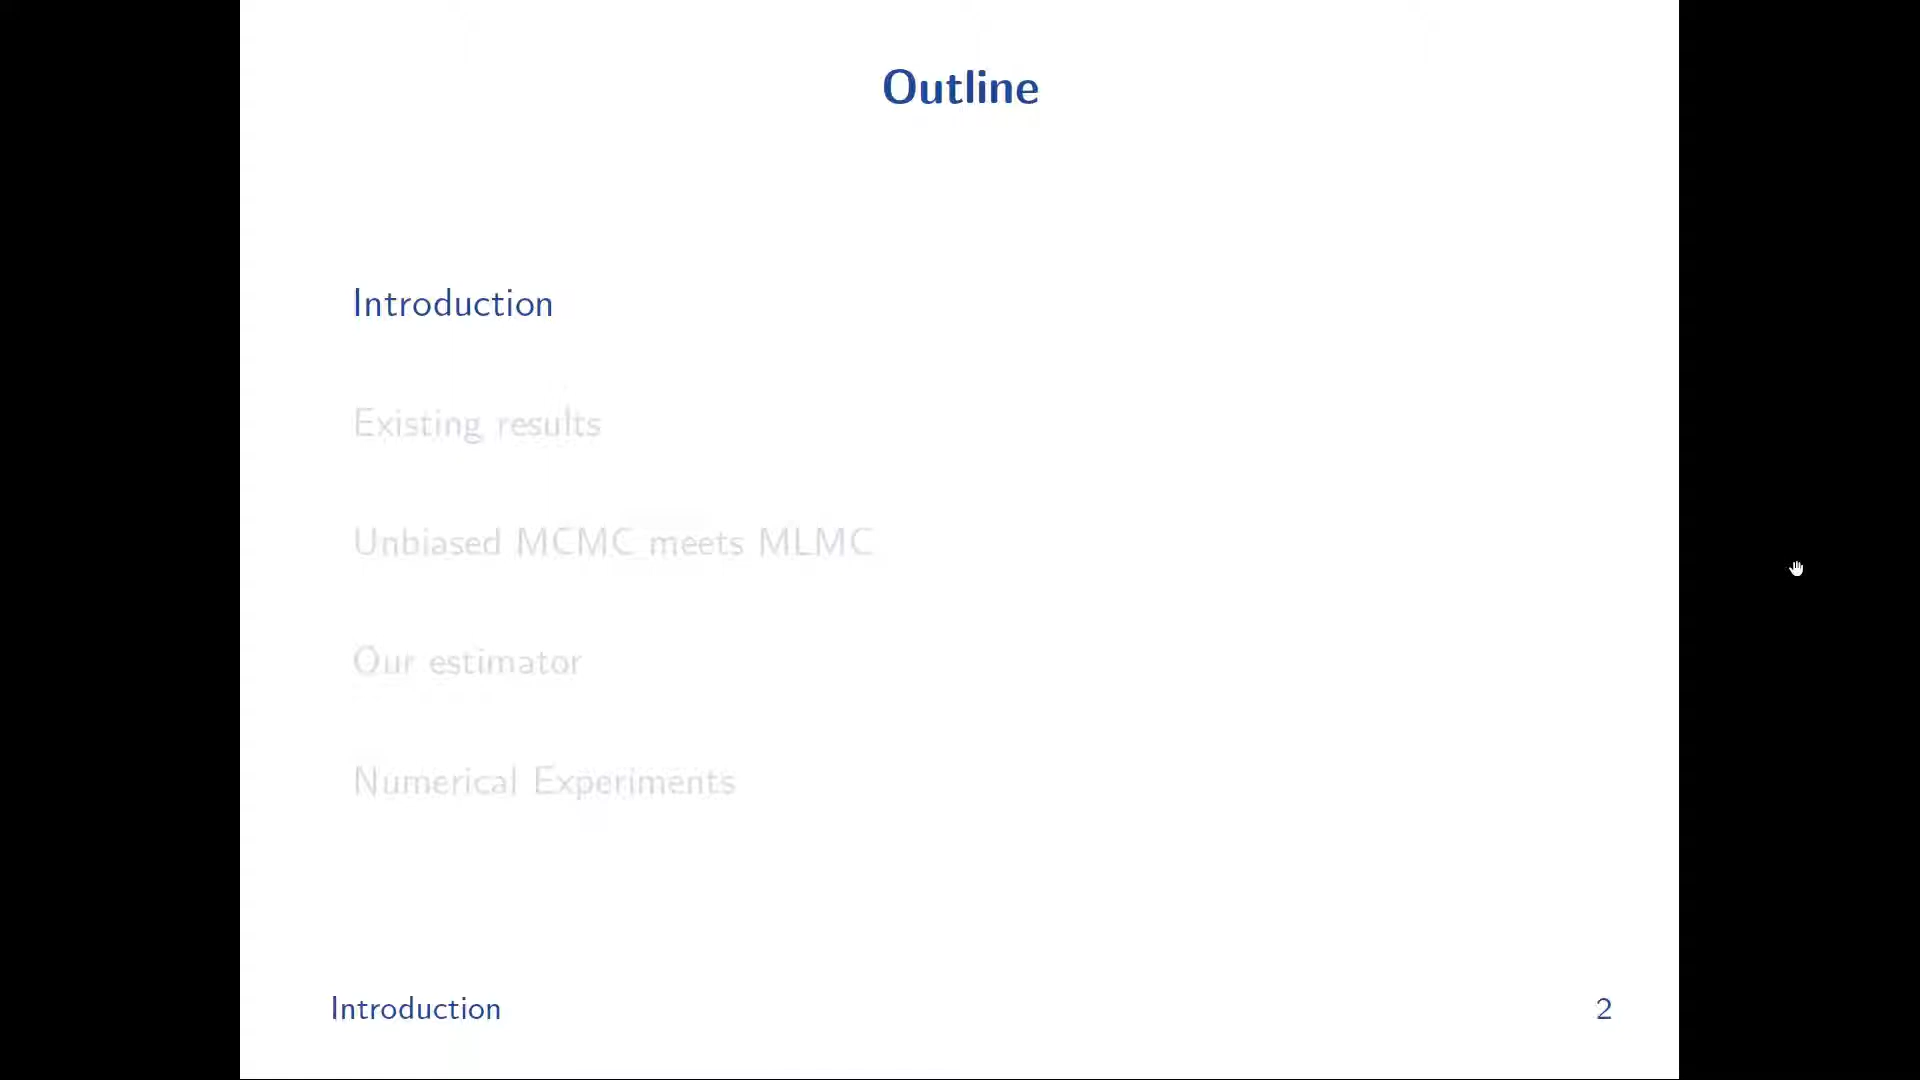 Outline
Introduction
Existing results
Unbiased MCMC meets MLMC
Our estimator
Numerical Experiments
Introduction
2